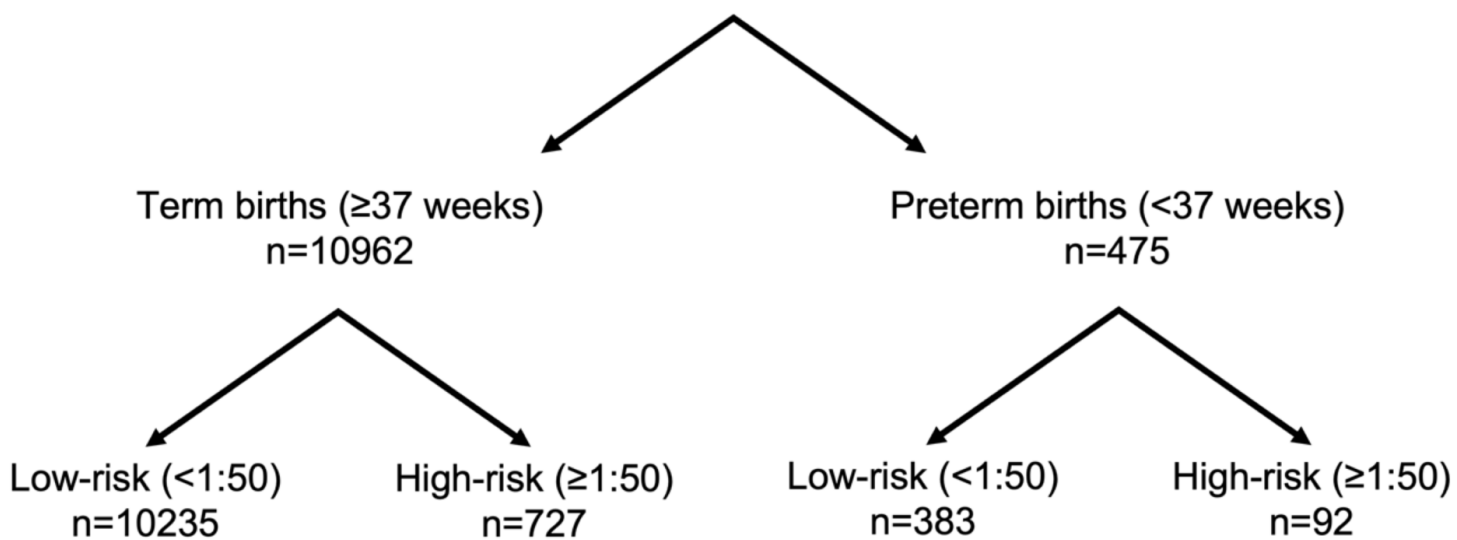 Term births (≥37 weeks)
n=10962
Preterm births (<37 weeks)
n=475
Low-risk (<1:50)
n=10235
High-risk (≥1:50)
n=727
Low-risk (<1:50)
n=383
High-risk (≥1:50)
n=92